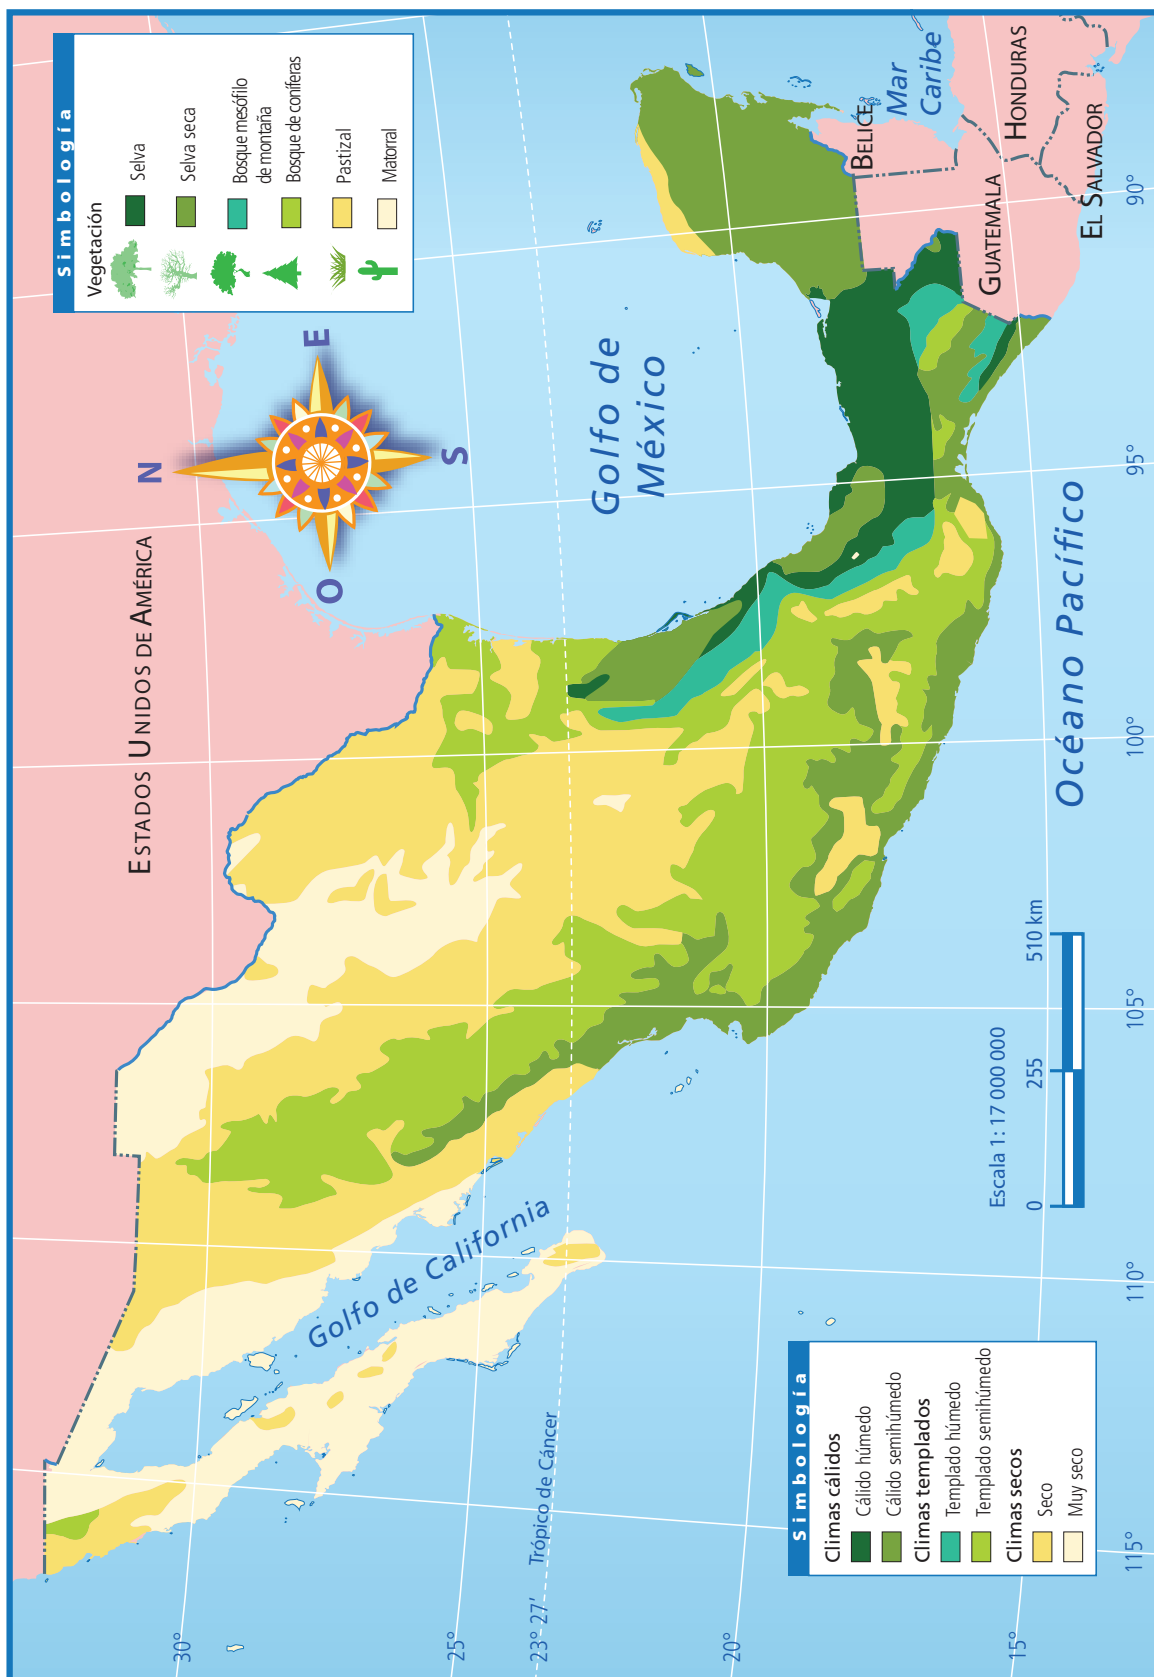 Simbología
Vegetación
Selva
Selva seca
Bosque mesófilo
de montaña
Bosque de coníferas
Pastizal
Matorral
N
E
S
O
ESTADOS UNIDOS DE AMÉRICA
Golfo de
México
Golfo de California
Trópico de Cáncer
Mar
Caribe
BELICE
GUATEMALA
HONDURAS
EL SALVADOR
Océano Pacífico
30°
25°
23° 27'
20°
15°
115°
110°
105°
100°
95°
90°
Escala 1: 17 000 000
0 255 510 km
Simbología
Climas cálidos
Cálido húmedo
Cálido semihúmedo
Climas templados
Templado húmedo
Templado semihúmedo
Climas secos
Seco
Muy seco